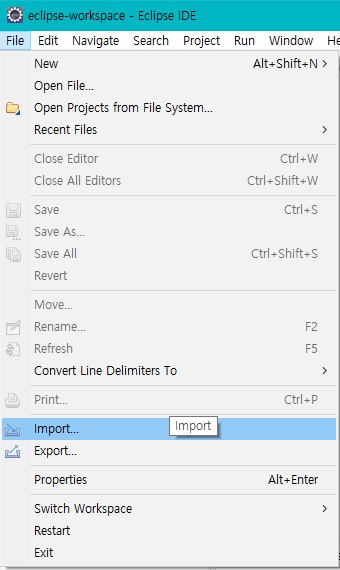 eclipse-workspace - Eclipse IDE
File Edit Navigate Search Project Run Window He
New Alt+Shift+N >
Open File...
Open Projects from File System...
Recent Files >
Close Editor Ctrl+W
Close All Editors Ctrl+Shift+W
Save Ctrl+S
Save As...
Save All Ctrl+Shift+S
Revert
Move...
Rename... F2
Refresh F5
Convert Line Delimiters To >
Print... Ctrl+P
Import... Import
Export...
Properties Alt+Enter
Switch Workspace >
Restart
Exit